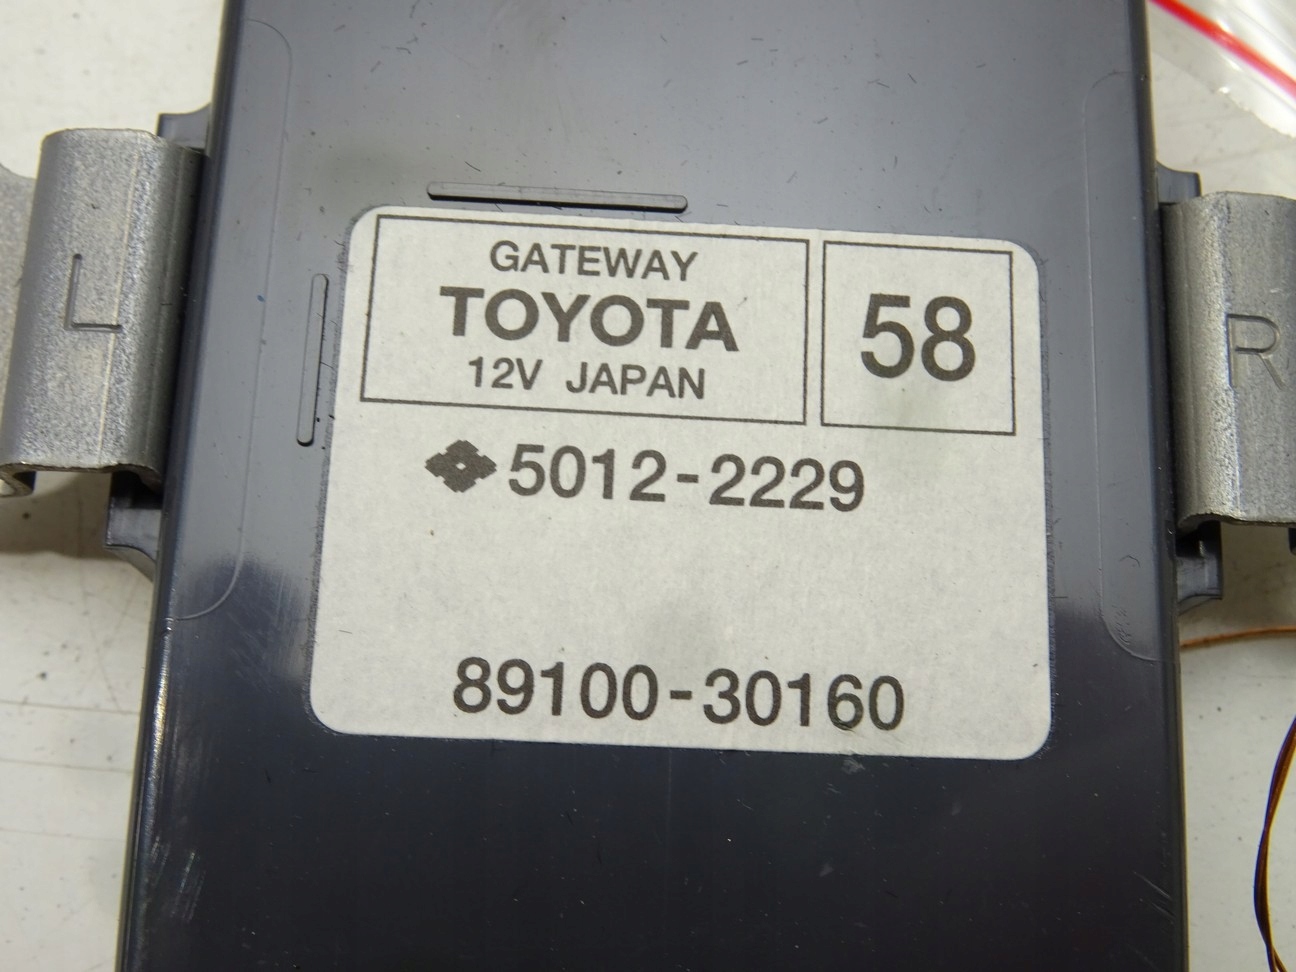 GATEWAY
TOYOTA
12V JAPAN
58
5012-2229
89100-30160
L
R